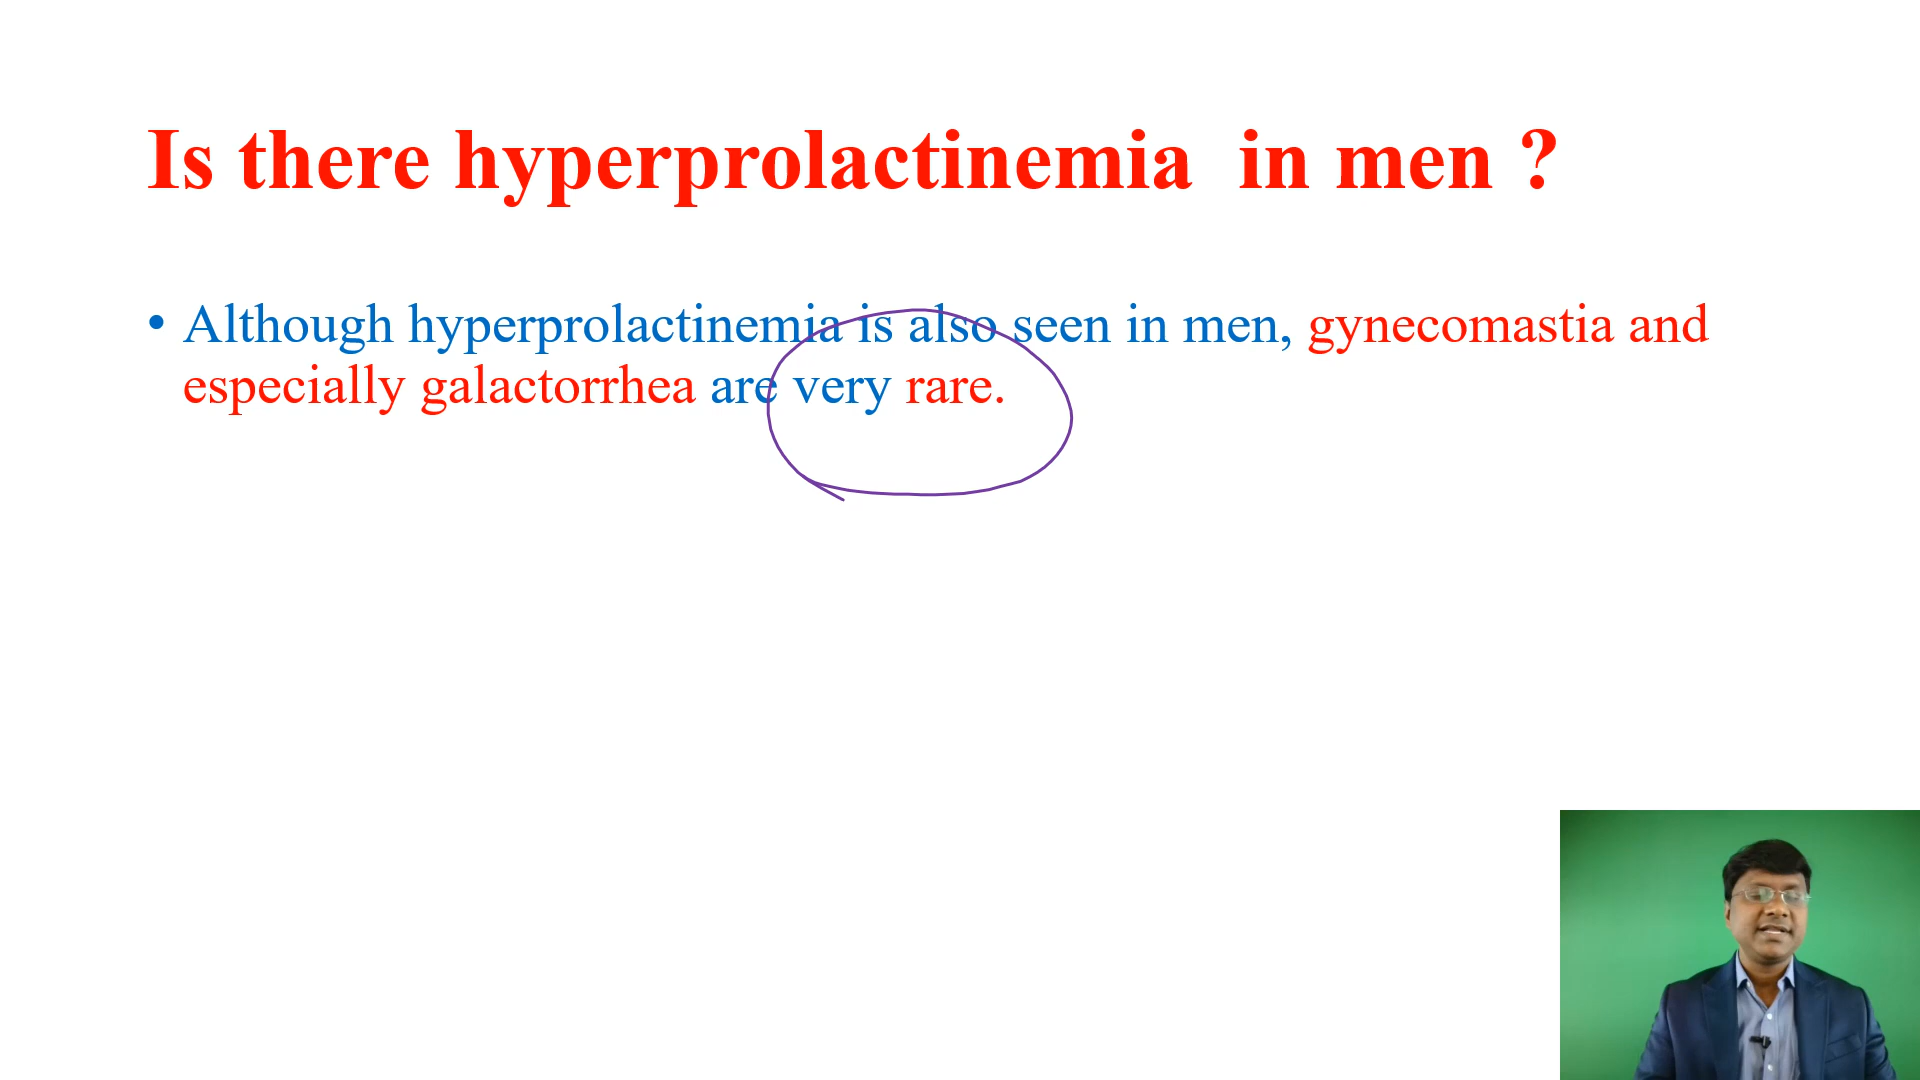 Is there hyperprolactinemia  in men ?
• Although hyperprolactinemia is also seen in men, gynecomastia and
especially galactorrhea are very rare.